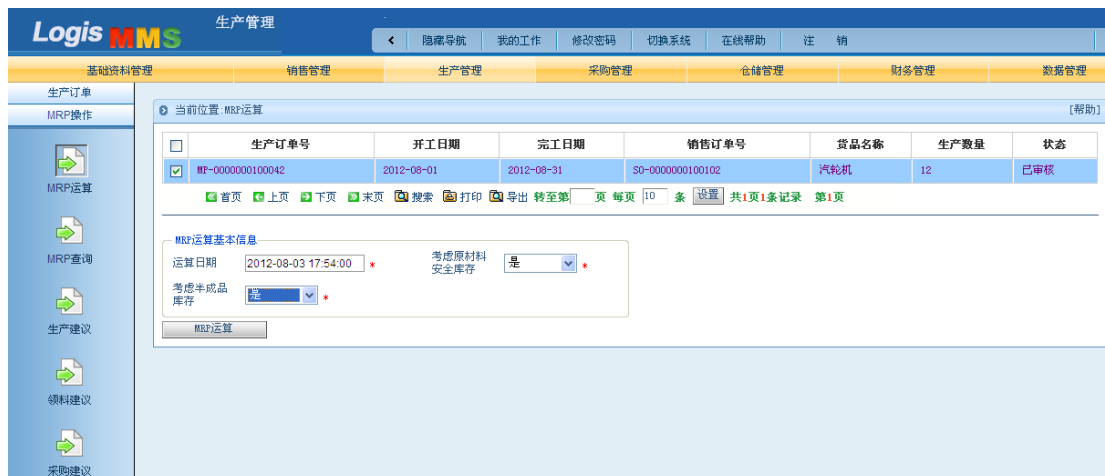 Logis MMS 生产管理
隐藏导航 我的工作 修改密码 切换系统 在线帮助 注 销
基础资料管理 销售管理 生产管理 采购管理 仓储管理 财务管理 数据管理
生产订单
MRP操作
当前位置:MRP运算 [帮助]
生产订单号 开工日期 完工日期 销售订单号 货品名称 生产数量 状态
MP-0000000100042 2012-08-01 2012-08-31 SO-0000000100102 汽轮机 12 已审核
首页 上页 下页 末页 搜索 打印 导出 转至第 页 每页 10 条 设置 共1页1条记录 第1页
MRP运算
MRP查询
生产建议
领料建议
采购建议
MRP运算基本信息
运算日期 2012-08-03 17:54:00 * 考虑原材料安全库存 是 *
考虑半成品库存 是 *
MRP运算